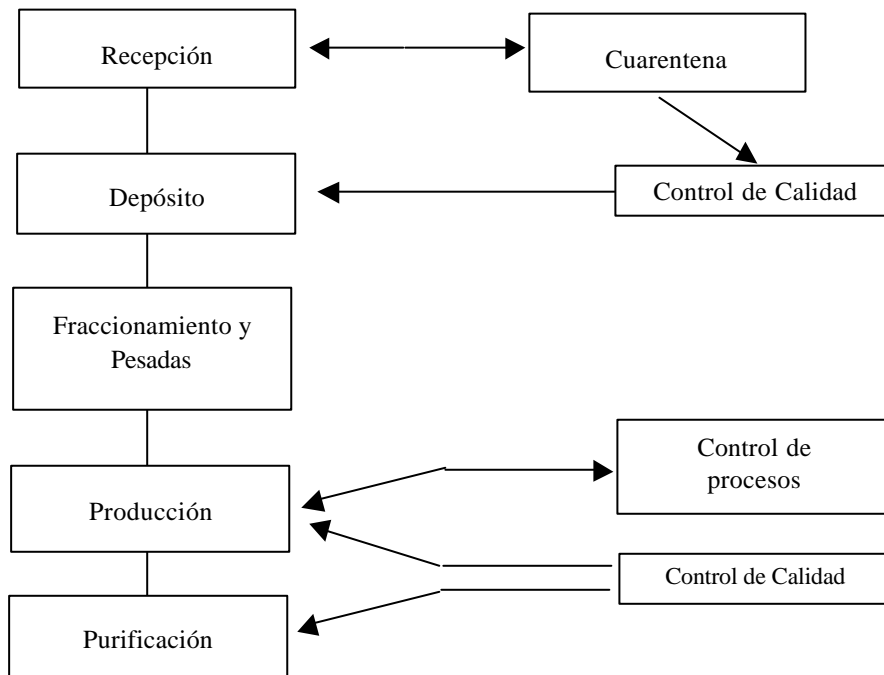 Recepción
Cuarentena
Depósito
Control de Calidad
Fraccionamiento y
Pesadas
Control de
procesos
Producción
Control de Calidad
Purificación